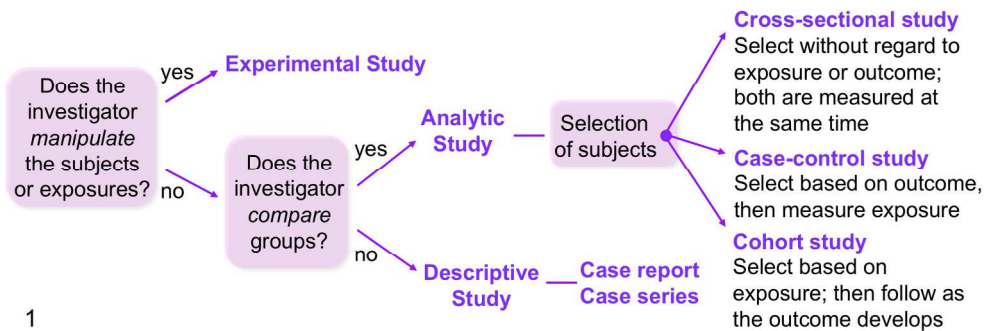 Does the
investigator
manipulate
the subjects
or exposures?
yes
Experimental Study
no
Does the
investigator
compare
groups?
yes
Analytic
Study
Selection
of subjects
Cross-sectional study
Select without regard to
exposure or outcome;
both are measured at
the same time
Case-control study
Select based on outcome,
then measure exposure
Cohort study
Select based on
exposure; then follow as
the outcome develops
no
Descriptive
Study
Case report
Case series
1